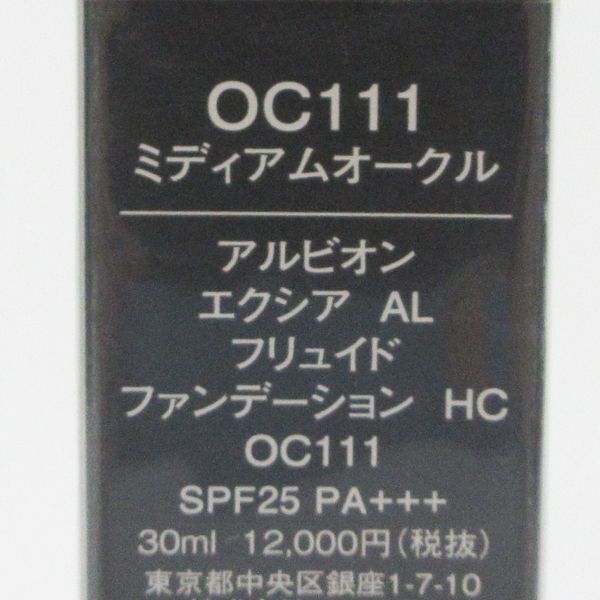 OC111
ミディアムオークル
アルビオン
エクシア AL
フリュイド
ファンデーション HC
OC111
SPF25 PA+++
30ml 12,000円(税抜)
東京都中央区銀座1-7-10